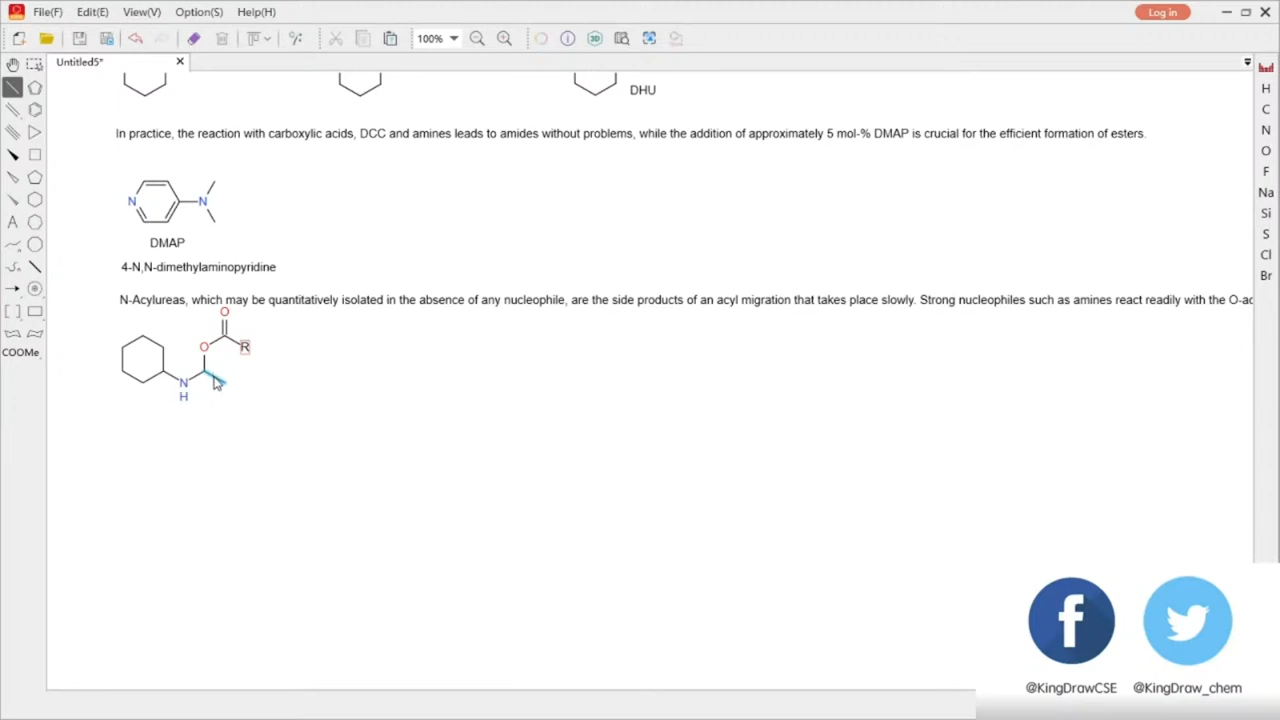 File(F) Edit(E) View(V) Option(S) Help(H) Log in
100%
Untitled5*
DHU
H
C
N
O
F
Na
Si
S
Cl
Br
In practice, the reaction with carboxylic acids, DCC and amines leads to amides without problems, while the addition of approximately 5 mol-% DMAP is crucial for the efficient formation of esters.
N N
DMAP
4-N,N-dimethylaminopyridine
N-Acylureas, which may be quantitatively isolated in the absence of any nucleophile, are the side products of an acyl migration that takes place slowly. Strong nucleophiles such as amines react readily with the O-ac
O
O R
N
H
A
3D
COOMe
@KingDrawCSE @KingDraw_chem